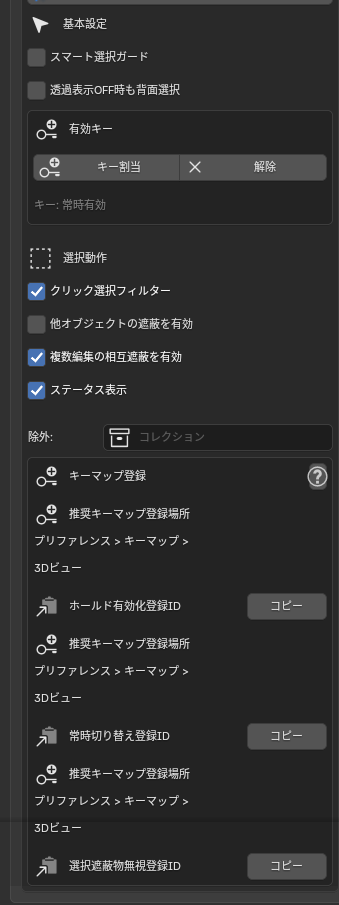 基本設定
スマート選択ガード
透過表示OFF時も背面選択
有効キー
キー割当
解除
キー: 常時有効
選択動作
クリック選択フィルター
他オブジェクトの遮蔽を有効
複数編集の相互遮蔽を有効
ステータス表示
除外:
コレクション
キーマップ登録
?
推奨キーマップ登録場所
プリファレンス > キーマップ >
3Dビュー
ホールド有効化登録ID
コピー
推奨キーマップ登録場所
プリファレンス > キーマップ >
3Dビュー
常時切り替え登録ID
コピー
推奨キーマップ登録場所
プリファレンス > キーマップ >
3Dビュー
選択遮蔽物無視登録ID
コピー